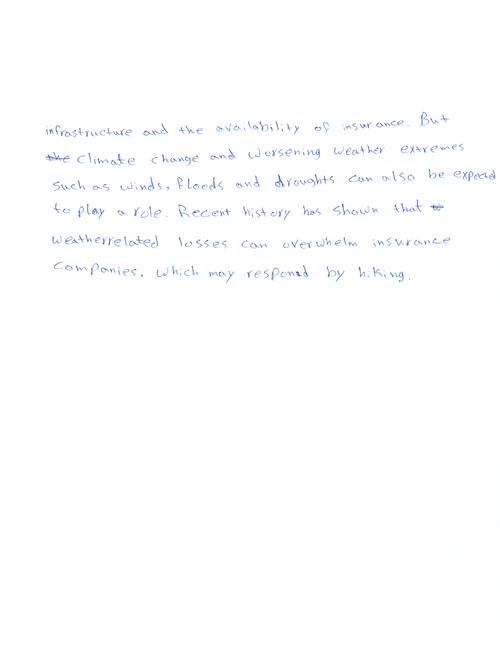 infrastructure and the availability of insurance. But
the Climate change and worsening weather extremes
such as winds, floods and droughts can also be expected
to play a role. Recent history has shown that w
weatherrelated losses can overwhelm insurance
Companies. which may respond by hiking.